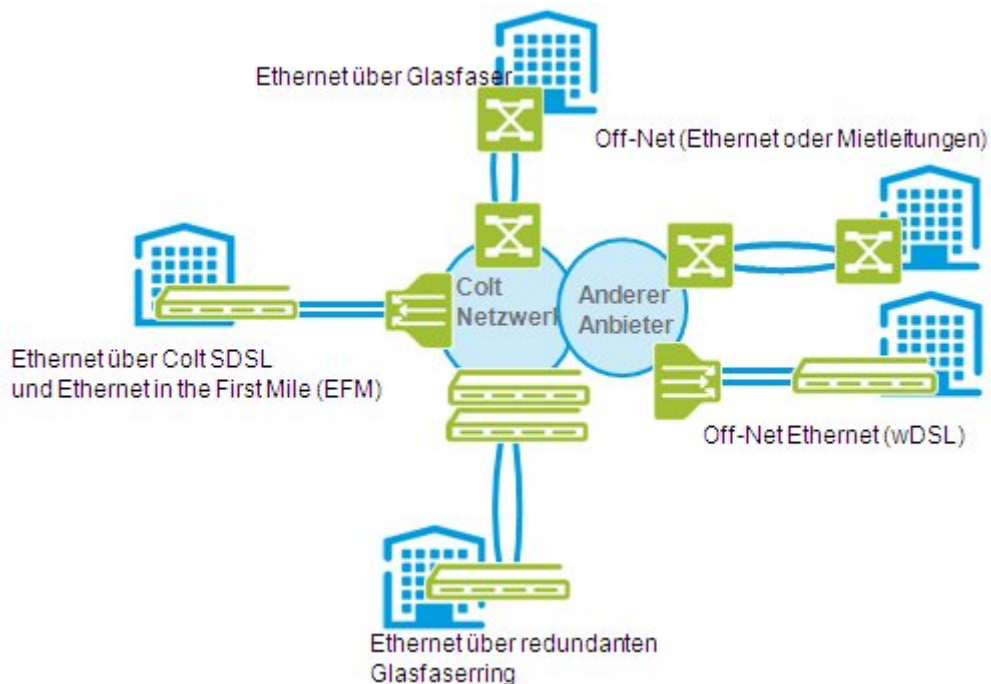 Ethernet über Glasfaser
Off-Net (Ethernet oder Mietleitungen)
Colt
Netzwerk
Anderer
Anbieter
Ethernet über Colt SDSL
und Ethernet in the First Mile (EFM)
Off-Net Ethernet (wDSL)
Ethernet über redundanten
Glasfaserring